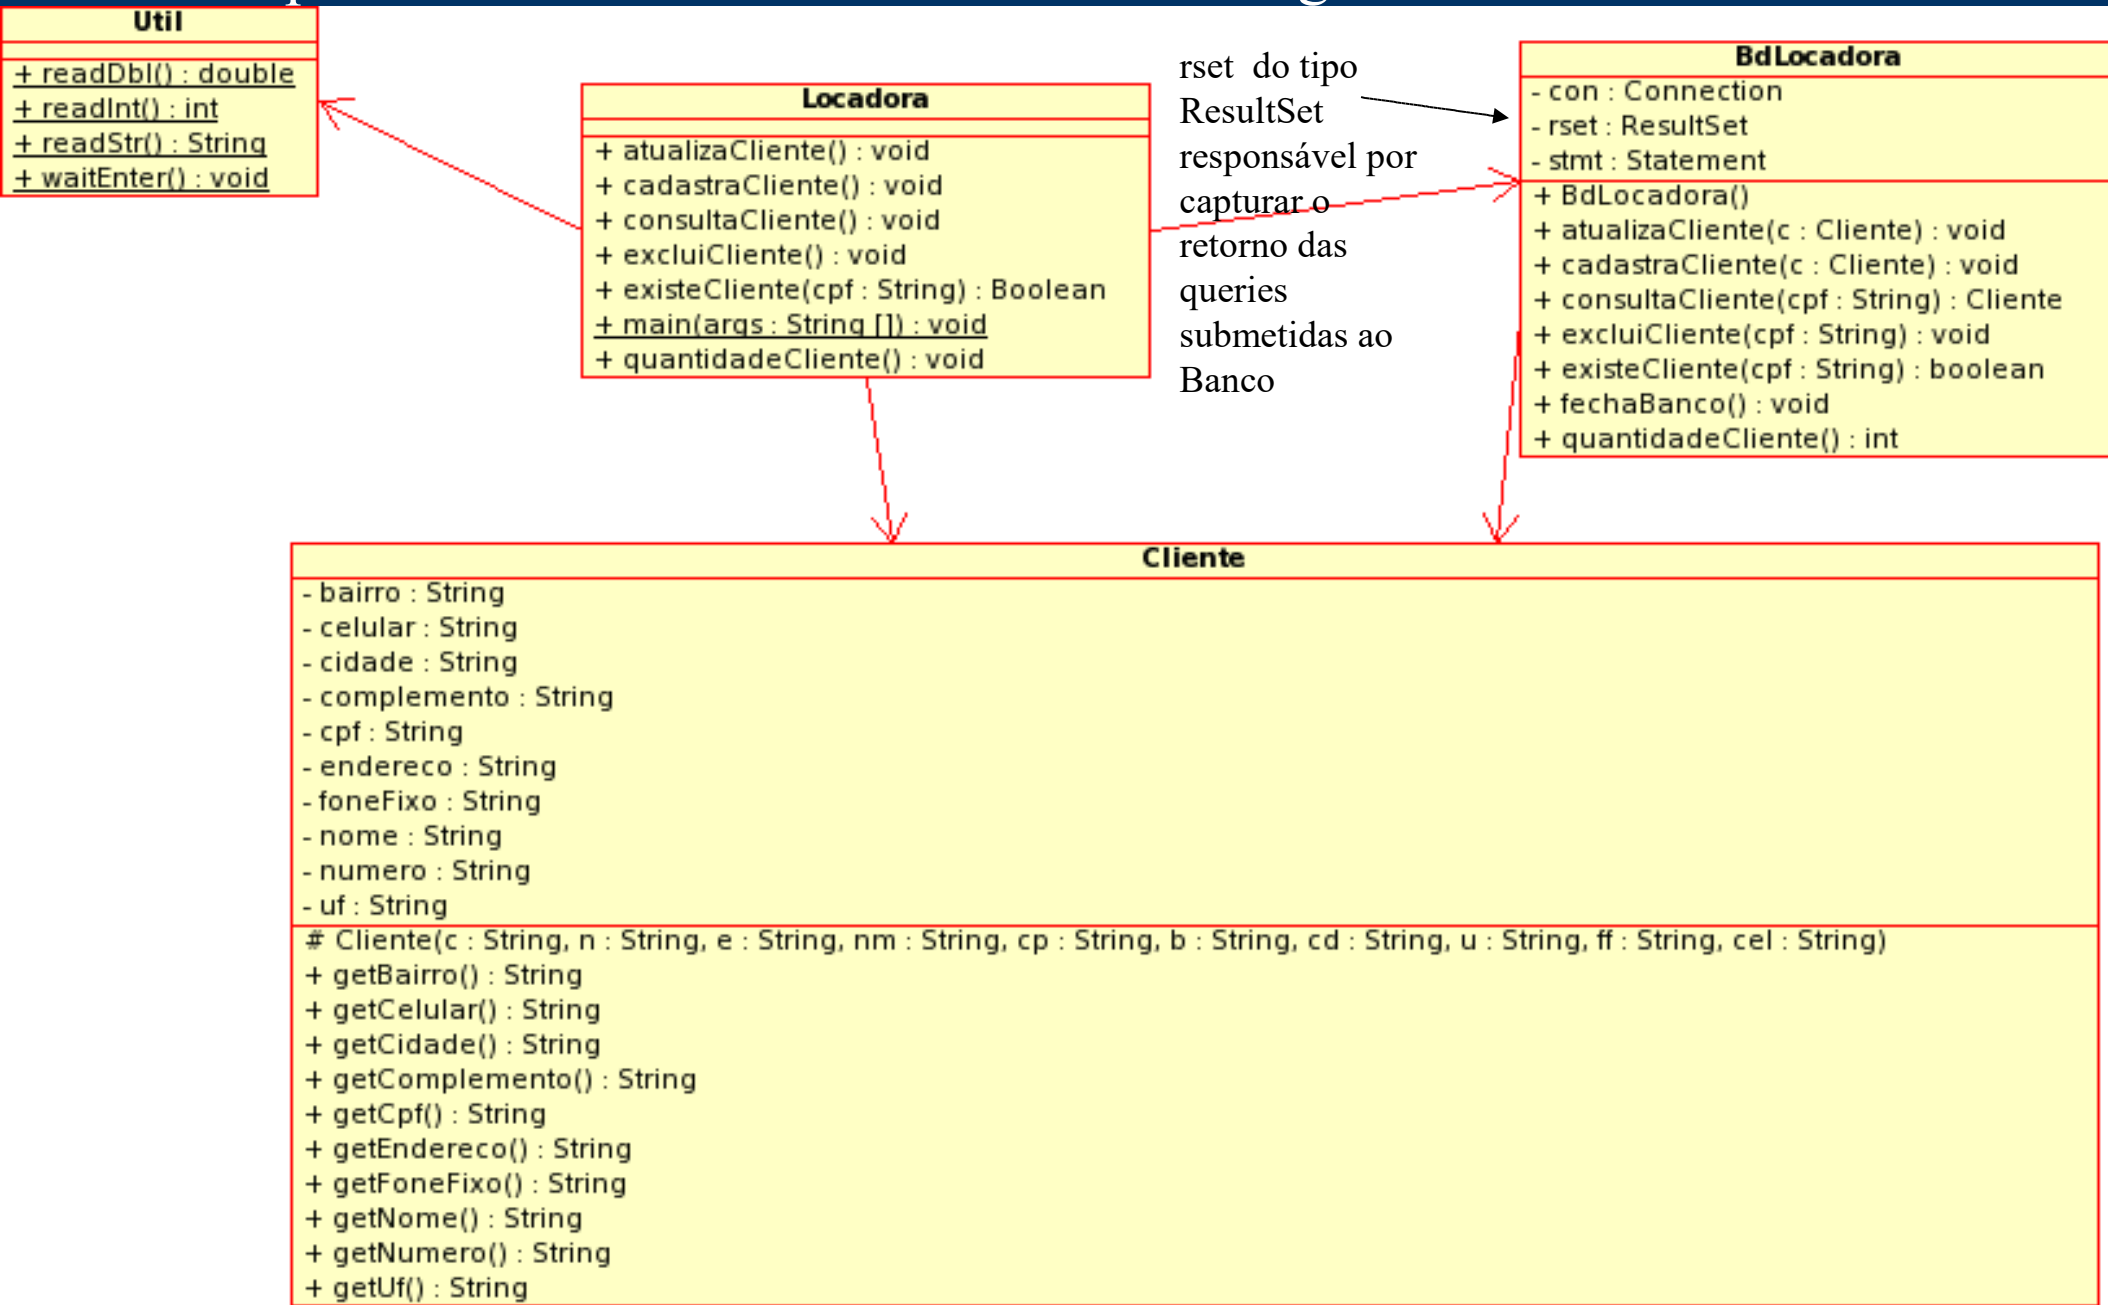 Util
+ readDbl() : double
+ readInt() : int
+ readStr() : String
+ waitEnter() : void
Locadora
+ atualizaCliente() : void
+ cadastraCliente() : void
+ consultaCliente() : void
+ excluiCliente() : void
+ existeCliente(cpf : String) : Boolean
+ main(args : String []) : void
+ quantidadeCliente() : void
rset do tipo
ResultSet
responsável por
capturar o
retorno das
queries
submetidas ao
Banco
BdLocadora
- con : Connection
- rset : ResultSet
- stmt : Statement
+ BdLocadora()
+ atualizaCliente(c : Cliente) : void
+ cadastraCliente(c : Cliente) : void
+ consultaCliente(cpf : String) : Cliente
+ excluiCliente(cpf : String) : void
+ existeCliente(cpf : String) : boolean
+ fechaBanco() : void
+ quantidadeCliente() : int
Cliente
- bairro : String
- celular : String
- cidade : String
- complemento : String
- cpf : String
- endereco : String
- foneFixo : String
- nome : String
- numero : String
- uf : String
# Cliente(c : String, n : String, e : String, nm : String, cp : String, b : String, cd : String, u : String, ff : String, cel : String)
+ getBairro() : String
+ getCelular() : String
+ getCidade() : String
+ getComplemento() : String
+ getCpf() : String
+ getEndereco() : String
+ getFoneFixo() : String
+ getNome() : String
+ getNumero() : String
+ getUf() : String